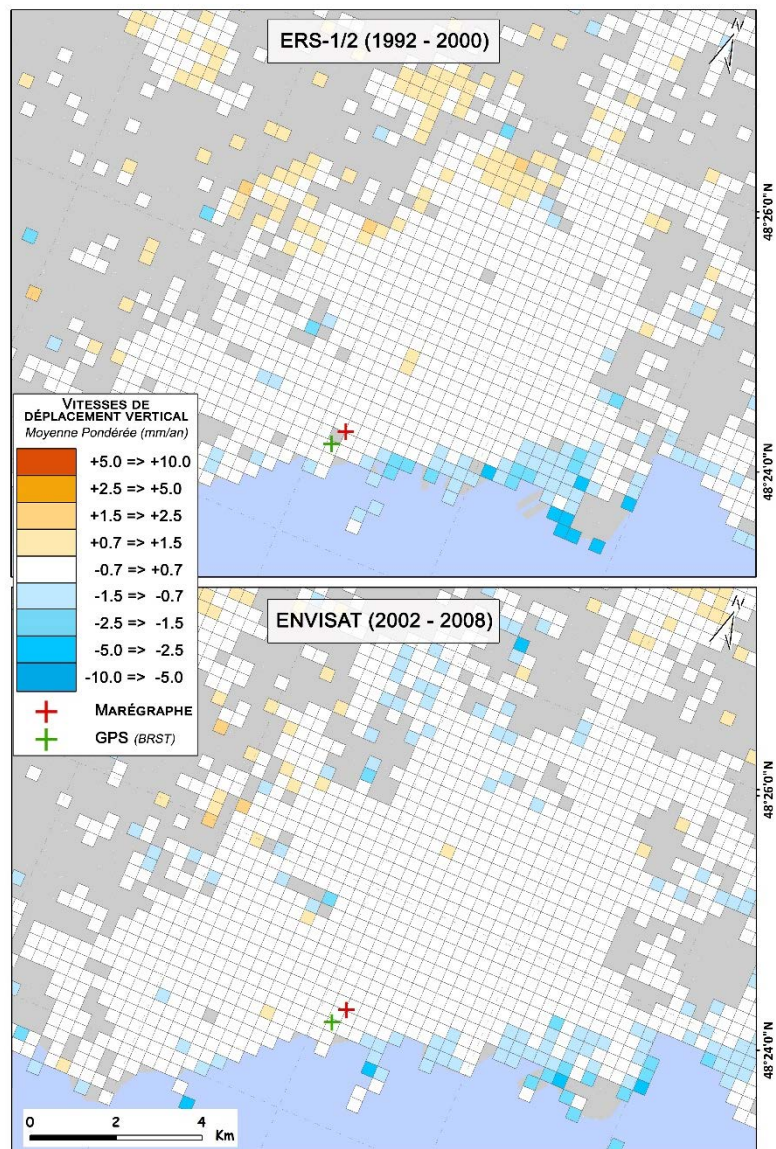 ERS-1/2 (1992 - 2000)
N
48°26'0"N
VITESSES DE
DÉPLACEMENT VERTICAL
Moyenne Pondérée (mm/an)
+5.0 => +10.0
+2.5 => +5.0
+1.5 => +2.5
+0.7 => +1.5
-0.7 => +0.7
-1.5 => -0.7
-2.5 => -1.5
-5.0 => -2.5
-10.0 => -5.0
MARÉGRAPHE
GPS (BRST)
48°24'0"N
ENVISAT (2002 - 2008)
N
48°26'0"N
48°24'0"N
0 2 4
Km